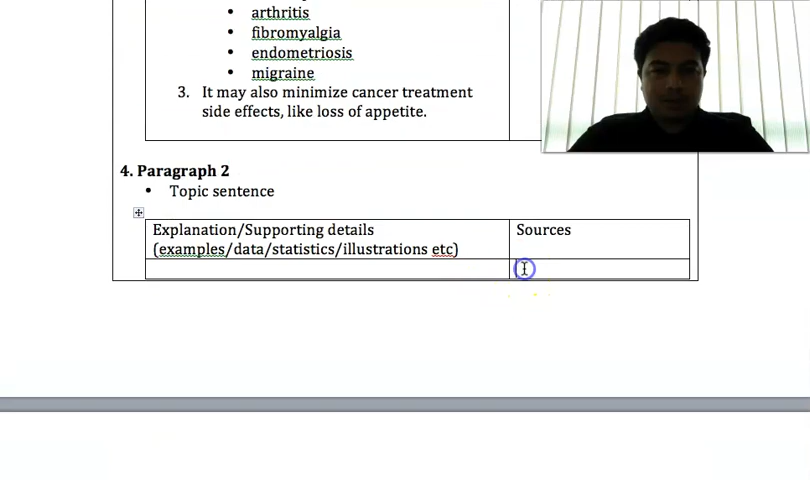 • arthritis
• fibromyalgia
• endometriosis
• migraine
3. It may also minimize cancer treatment
side effects, like loss of appetite.
4. Paragraph 2
• Topic sentence
Explanation/Supporting details
(examples/data/statistics/illustrations etc)
Sources